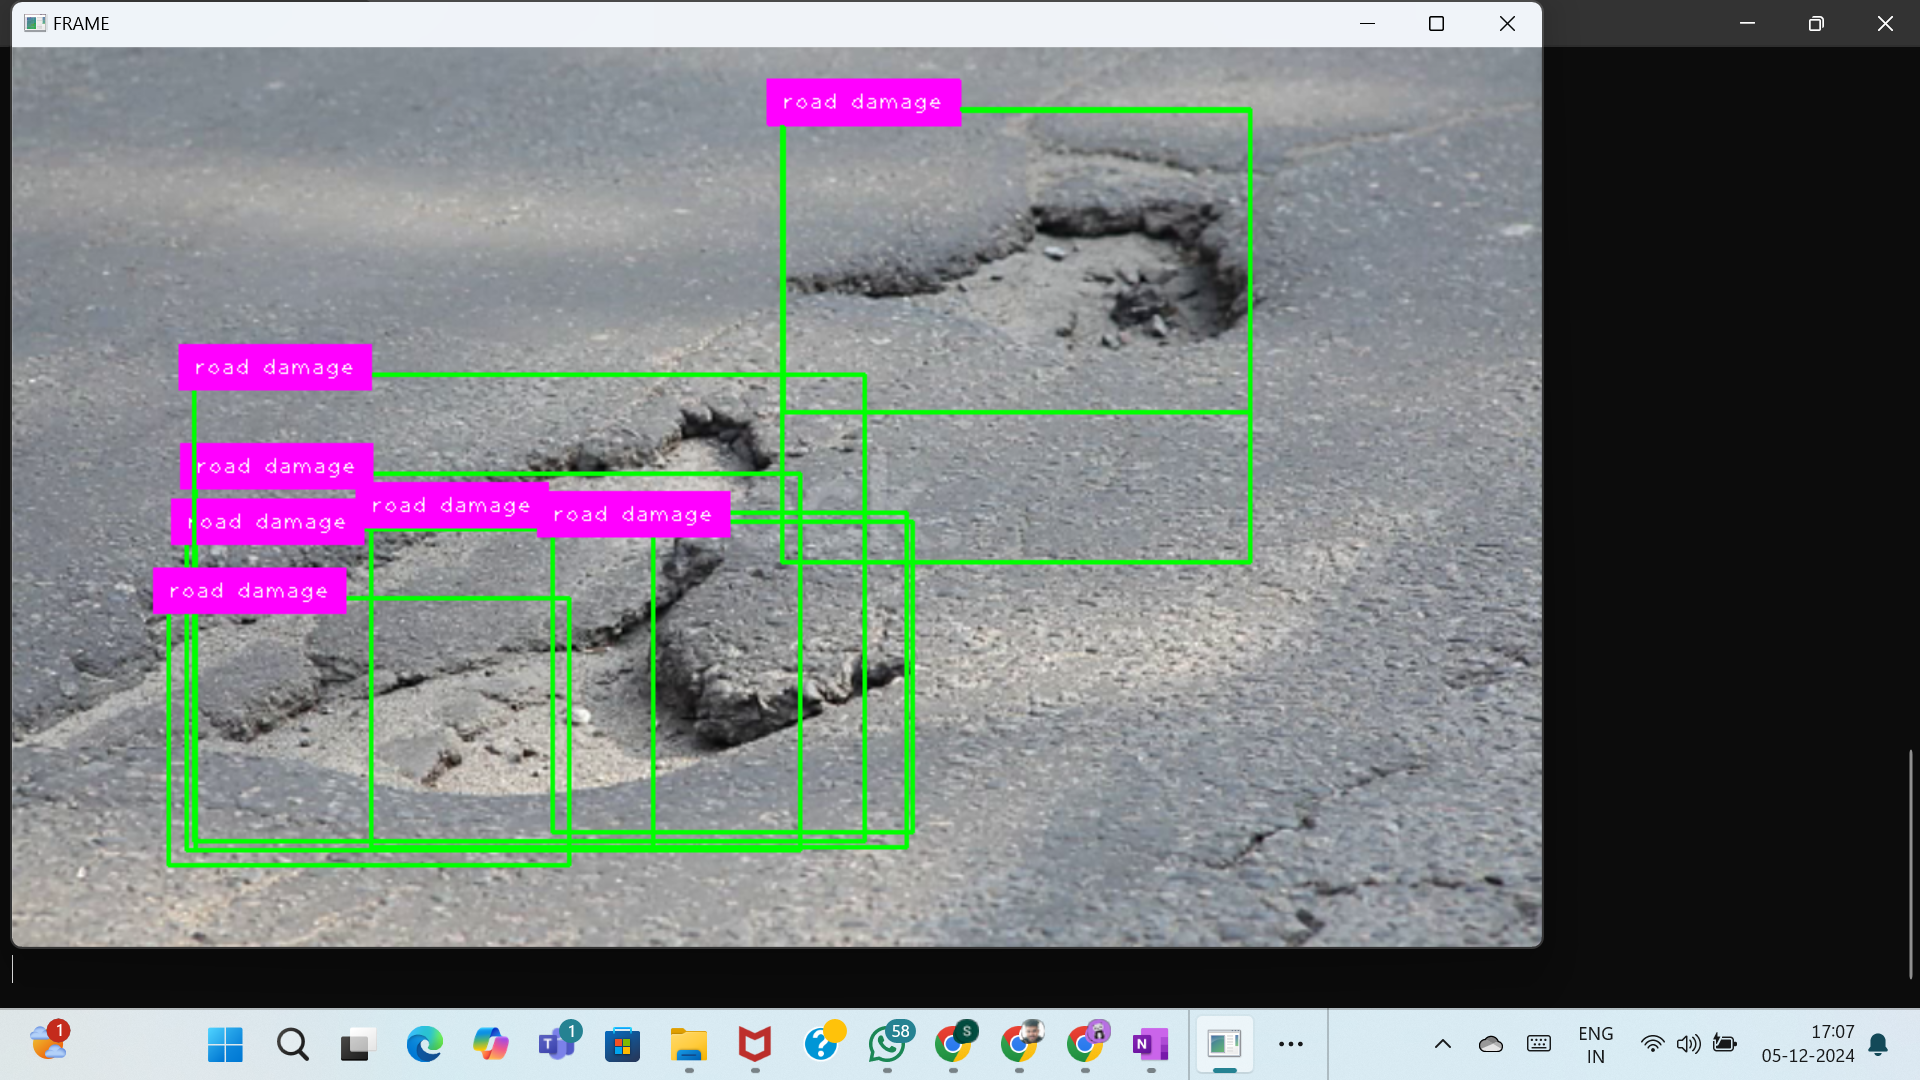 FRAME
road damage
road damage
road damage
road damage
road damage
road damage
road damage
1
T
1
?
58
S
N
ENG
IN
17:07
05-12-2024